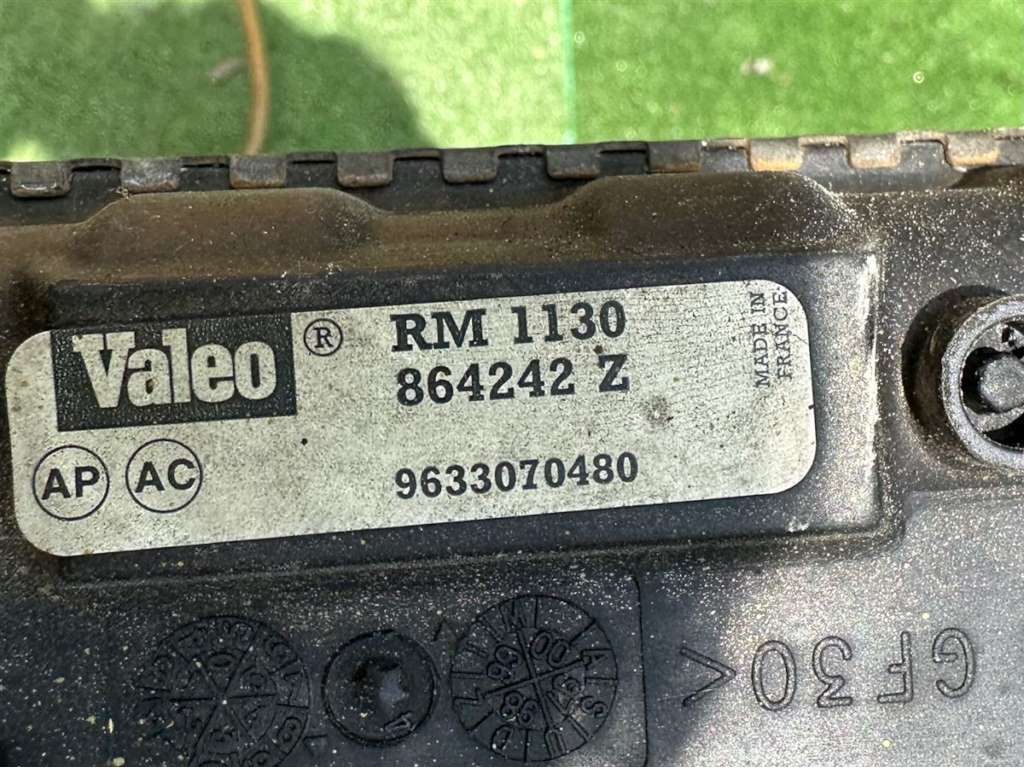 Valeo ® RM 1130
864242 Z
MADE IN
FRANCE
AP AC 9633070480
GF30<